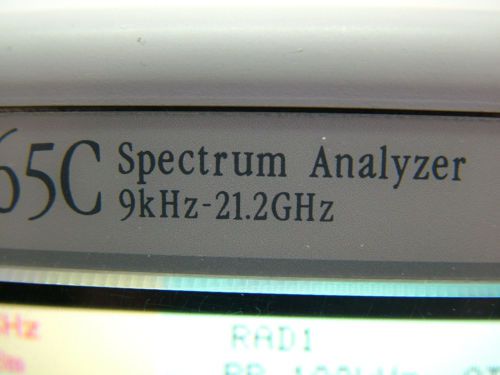 65C Spectrum Analyzer
9kHz-21.2GHz
RAD1